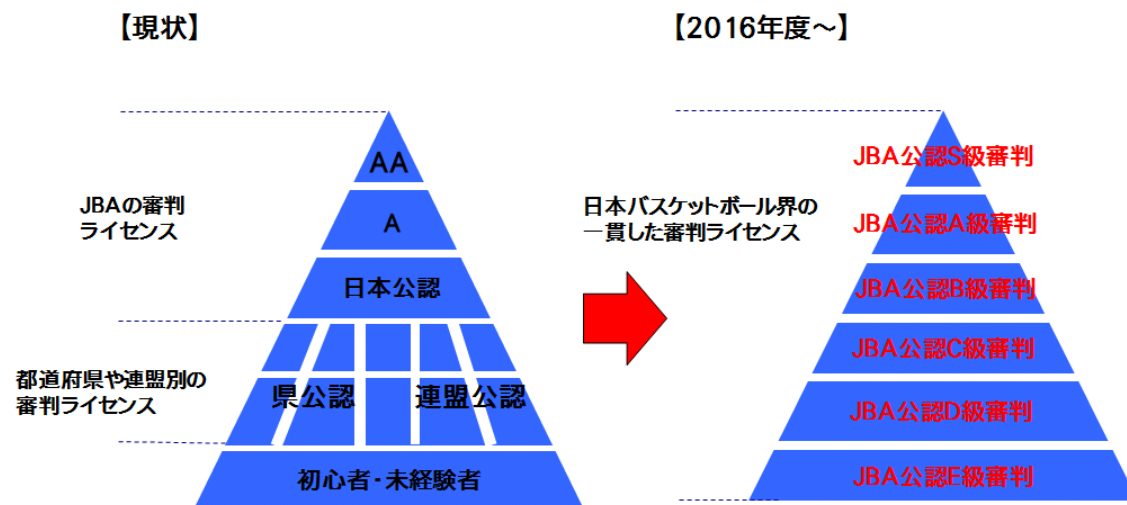 【現状】
AA
A
日本公認
県公認
連盟公認
初心者・未経験者
JBAの審判
ライセンス
都道府県や連盟別の
審判ライセンス
【2016年度～】
日本バスケットボール界の
一貫した審判ライセンス
JBA公認S級審判
JBA公認A級審判
JBA公認B級審判
JBA公認C級審判
JBA公認D級審判
JBA公認E級審判